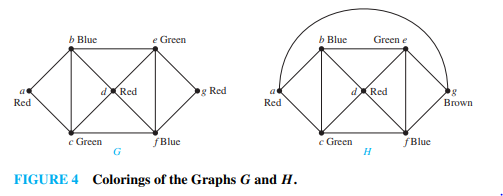 b Blue e Green b Blue Green e
a d Red g Red a d Red g
Red Red Brown
c Green f Blue c Green f Blue
G H
FIGURE 4 Colorings of the Graphs G and H.